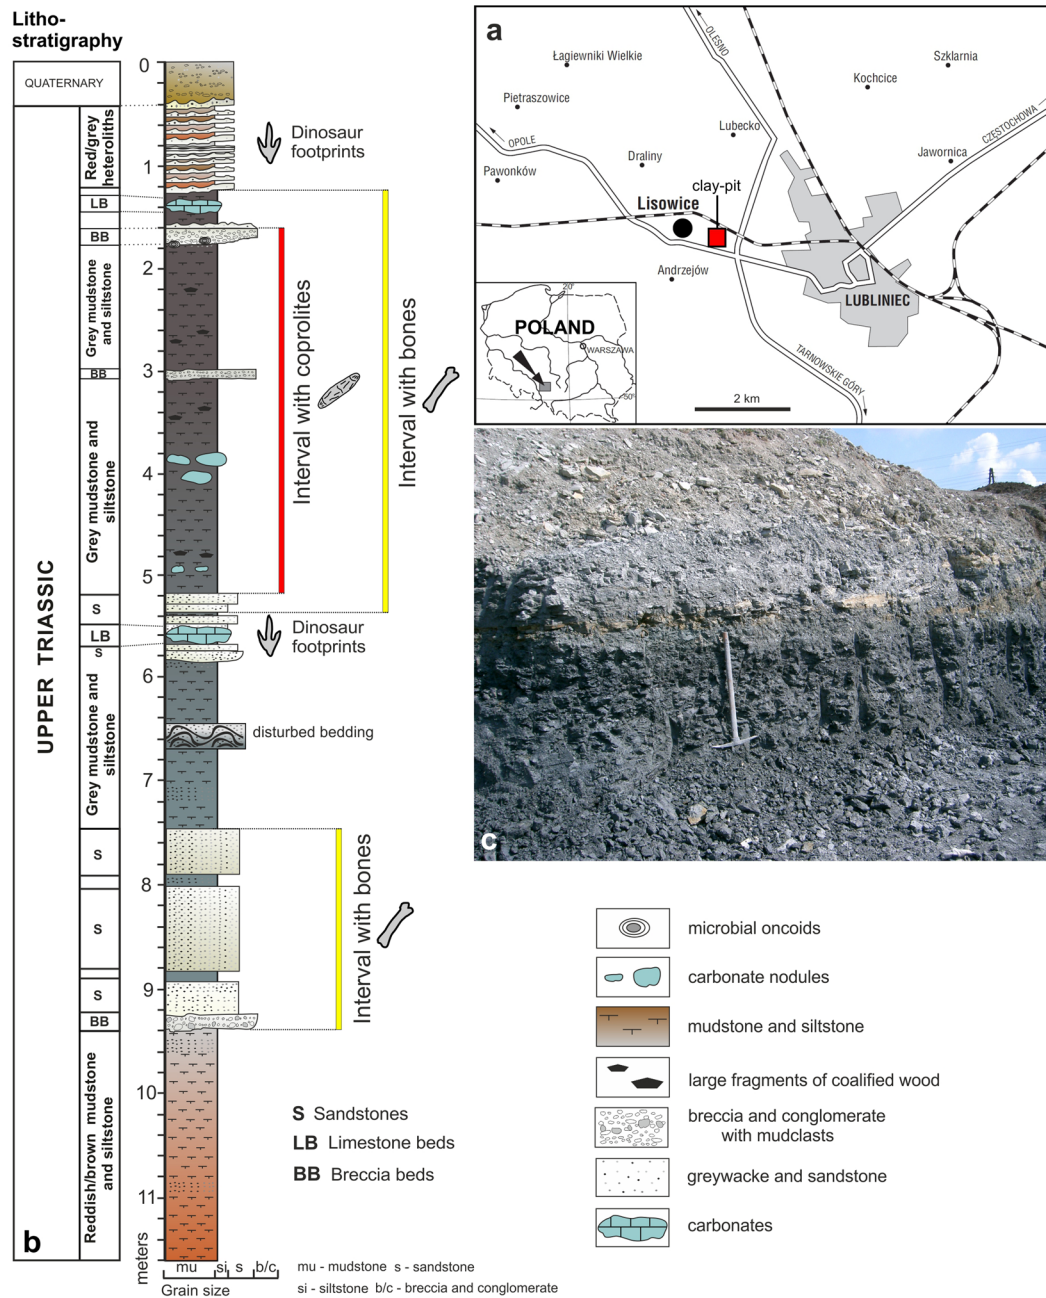 Litho-
stratigraphy
QUATERNARY
UPPER TRIASSIC
Red/grey
heteroliths
LB
BB
Grey mudstone
and siltstone
BB
Grey mudstone and
siltstone
S
LB
S
Grey mudstone and
siltstone
S
S
S
BB
Reddish/brown mudstone
and siltstone
b
0
1
2
3
4
5
6
7
8
9
10
11
meters
mu
si
s
b/c
Grain size
Dinosaur
footprints
Interval with coprolites
Interval with bones
Dinosaur
footprints
disturbed bedding
Interval with bones
S Sandstones
LB Limestone beds
BB Breccia beds
mu - mudstone s - sandstone
si - siltstone b/c - breccia and conglomerate
a
OLESNO
Łagiewniki Wielkie
Szklarnia
Kochcice
Pietraszowice
CZĘSTOCHOWA
Lubecko
OPOLE
Draliny
Jawornica
Pawonków
clay-pit
Lisowice
Andrzejów
LUBLINIEC
20°
POLAND
WARSZAWA
50°
TARNOWSKIE GÓRY
2 km
c
microbial oncoids
carbonate nodules
mudstone and siltstone
large fragments of coalified wood
breccia and conglomerate
with mudclasts
greywacke and sandstone
carbonates